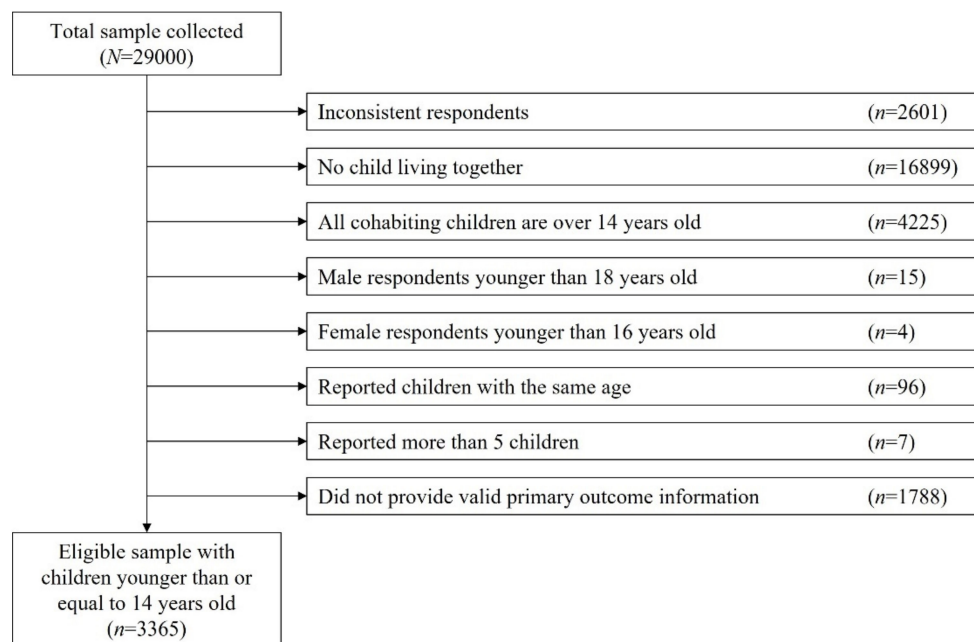 Total sample collected
(N=29000)
Inconsistent respondents (n=2601)
No child living together (n=16899)
All cohabiting children are over 14 years old (n=4225)
Male respondents younger than 18 years old (n=15)
Female respondents younger than 16 years old (n=4)
Reported children with the same age (n=96)
Reported more than 5 children (n=7)
Did not provide valid primary outcome information (n=1788)
Eligible sample with
children younger than or
equal to 14 years old
(n=3365)